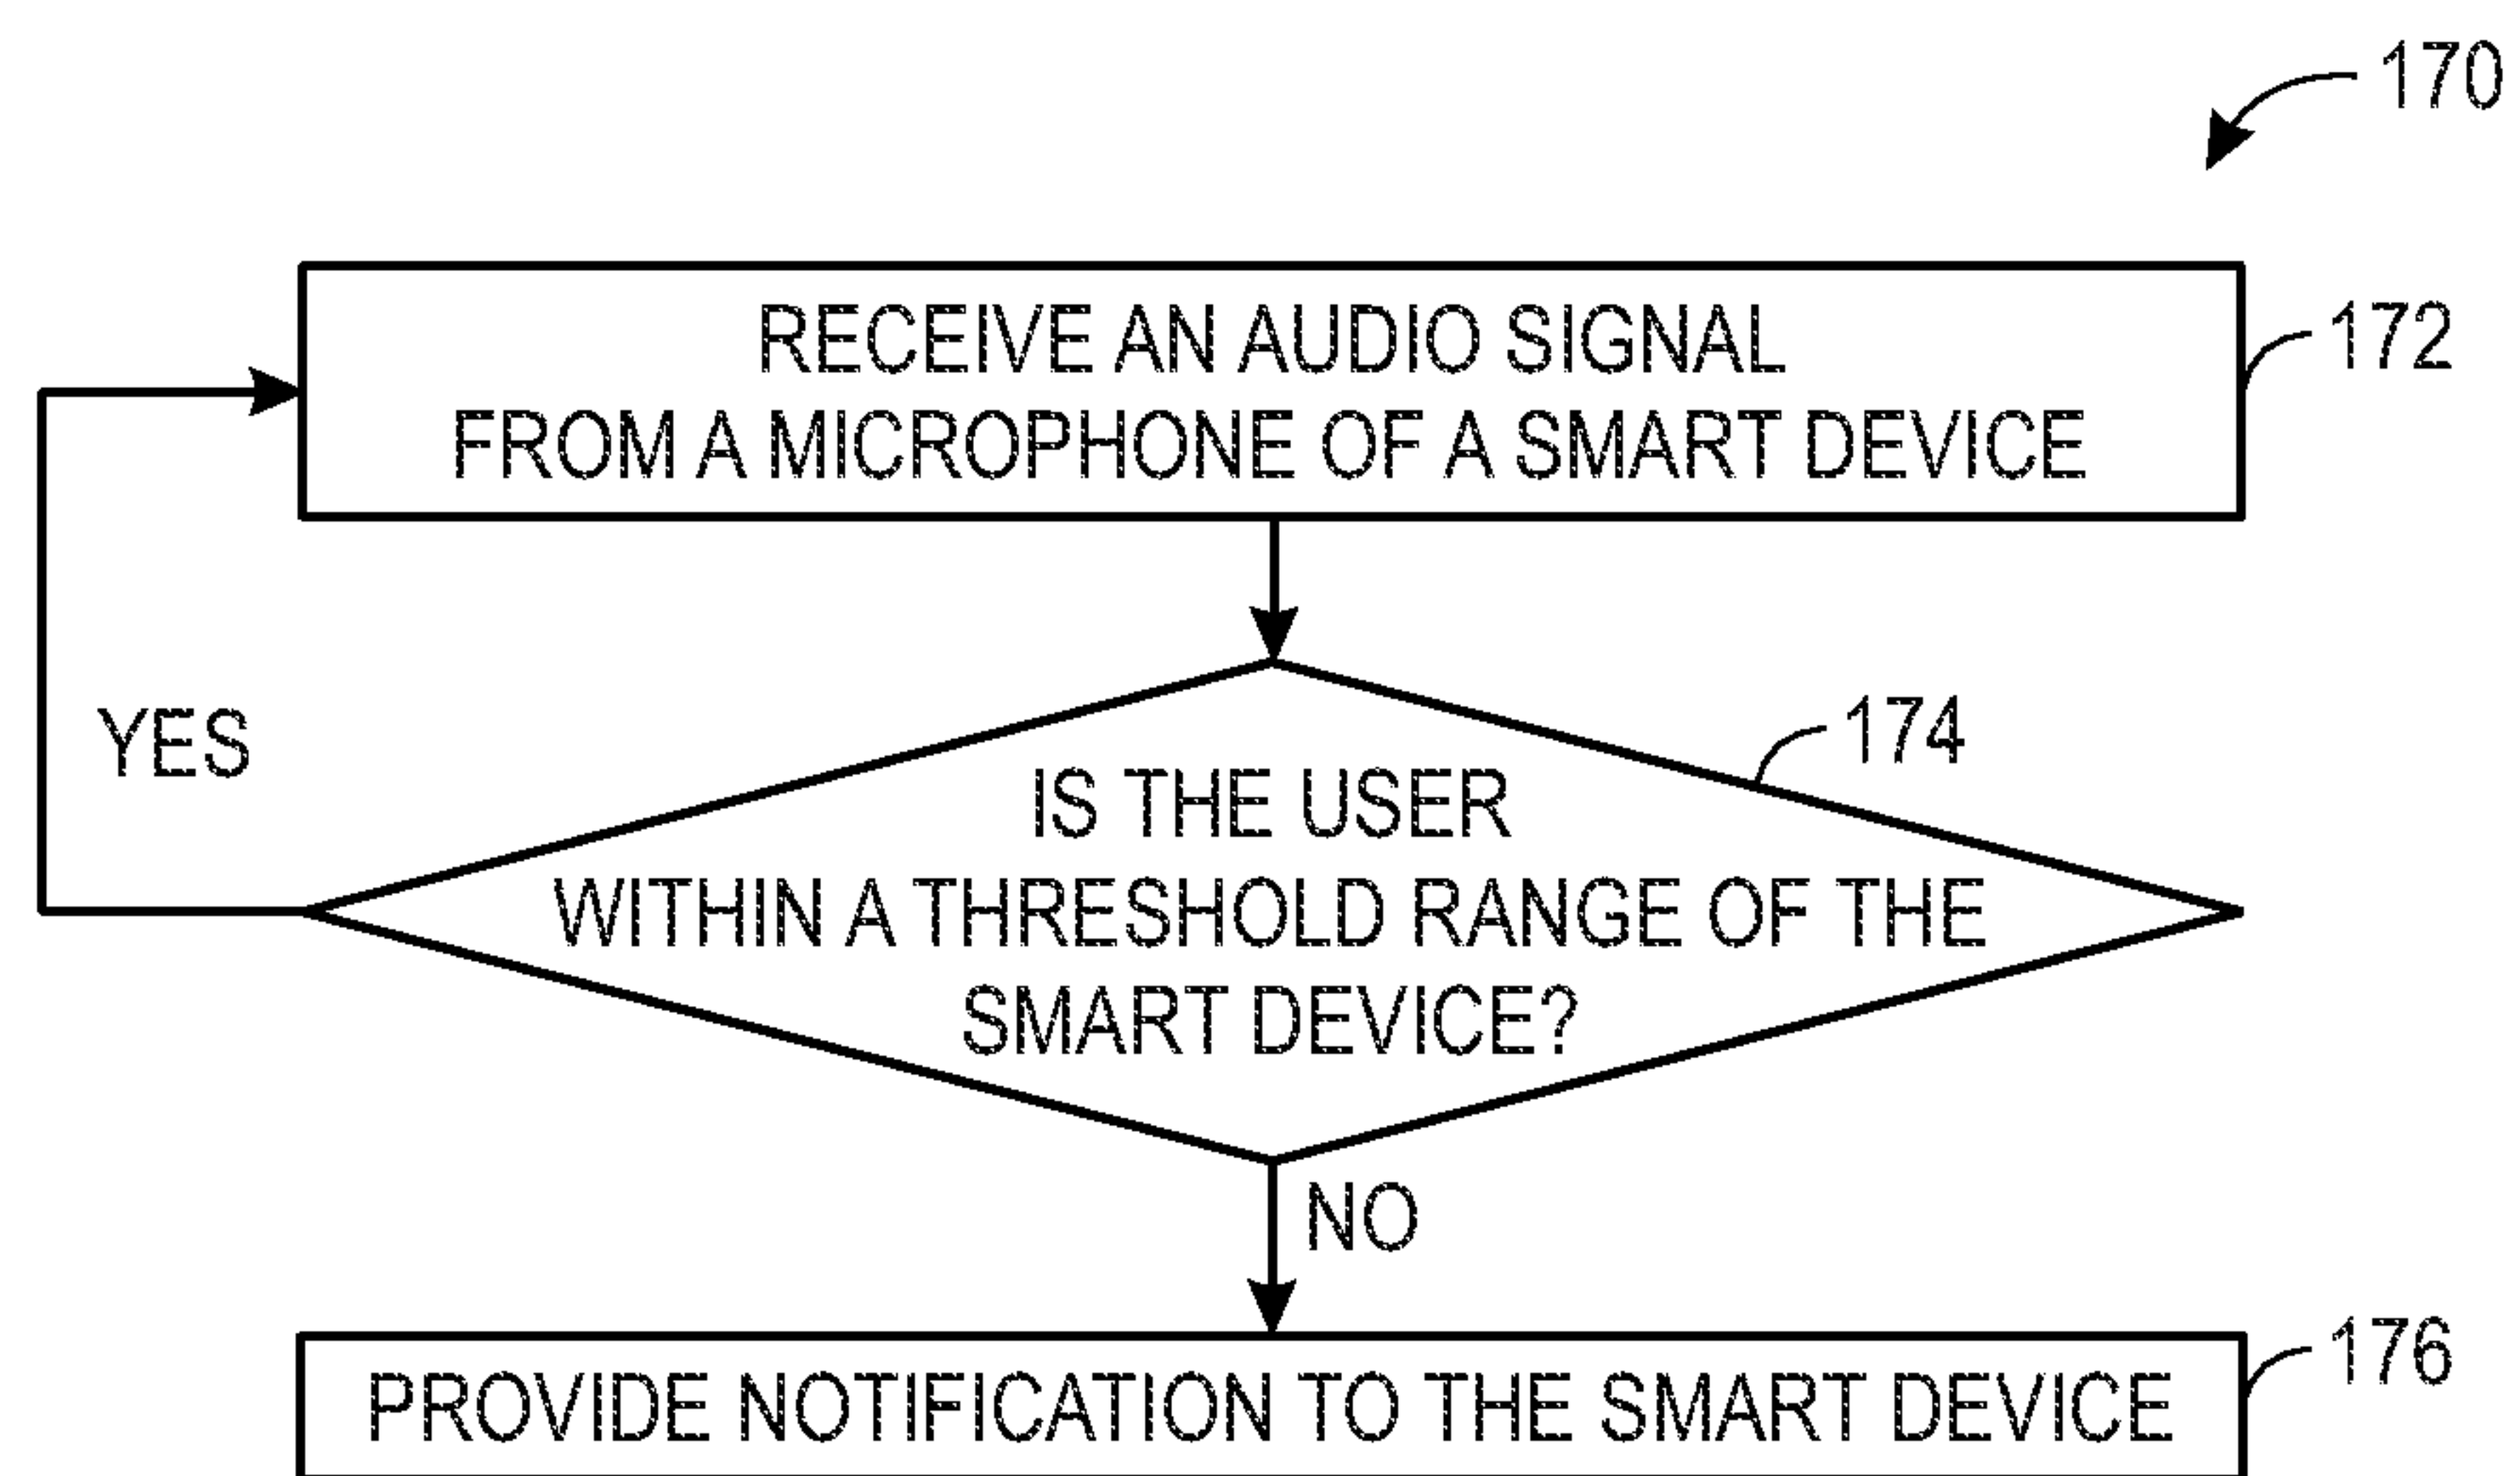 170
RECEIVE AN AUDIO SIGNAL
FROM A MICROPHONE OF A SMART DEVICE
172
YES
174
IS THE USER
WITHIN A THRESHOLD RANGE OF THE
SMART DEVICE?
NO
PROVIDE NOTIFICATION TO THE SMART DEVICE
176